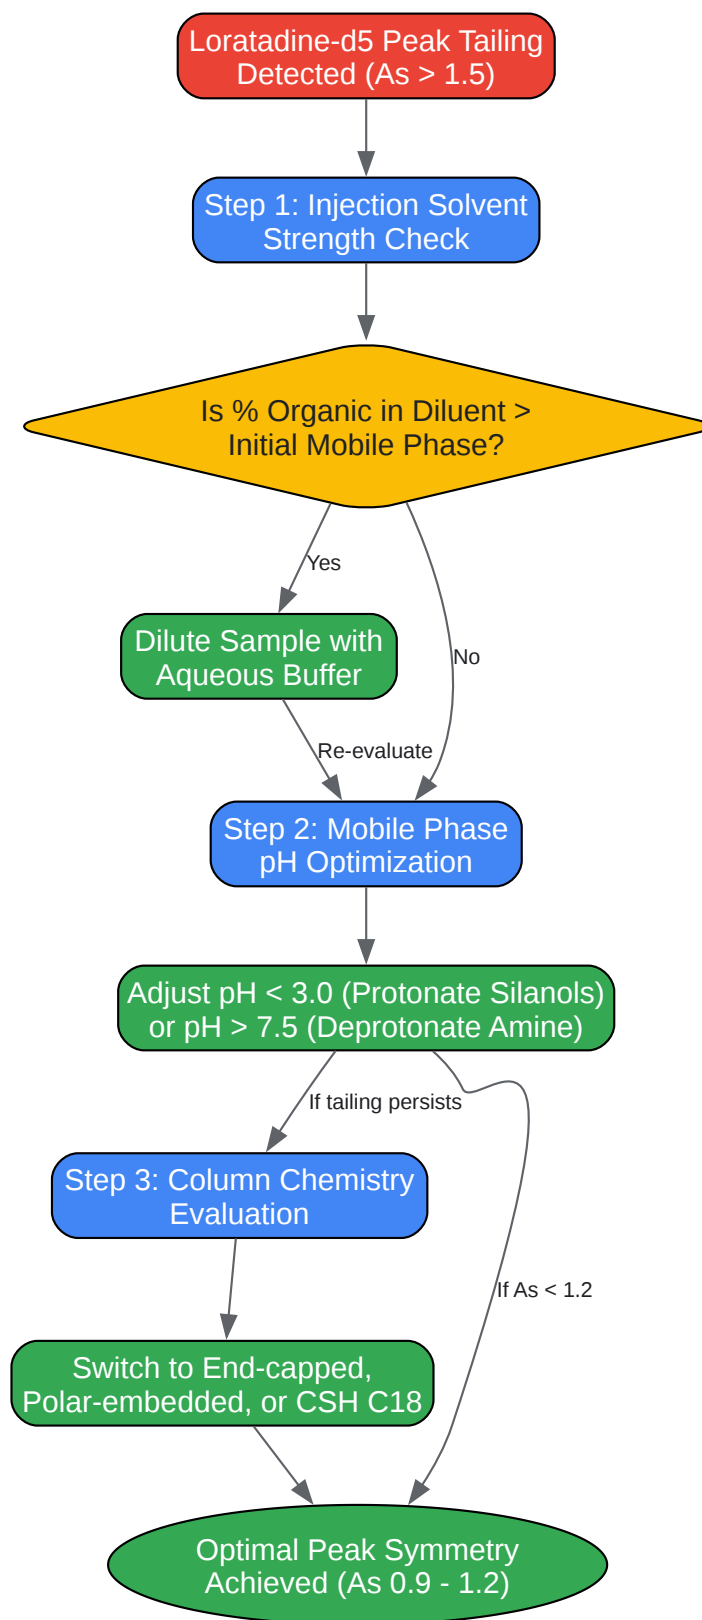 Loratadine-d5 Peak Tailing
Detected (As > 1.5)
Step 1: Injection Solvent
Strength Check
Is % Organic in Diluent >
Initial Mobile Phase?
Yes
No
Dilute Sample with
Aqueous Buffer
Re-evaluate
Step 2: Mobile Phase
pH Optimization
Adjust pH < 3.0 (Protonate Silanols)
or pH > 7.5 (Deprotonate Amine)
If tailing persists
Step 3: Column Chemistry
Evaluation
If As < 1.2
Switch to End-capped,
Polar-embedded, or CSH C18
Optimal Peak Symmetry
Achieved (As 0.9 - 1.2)